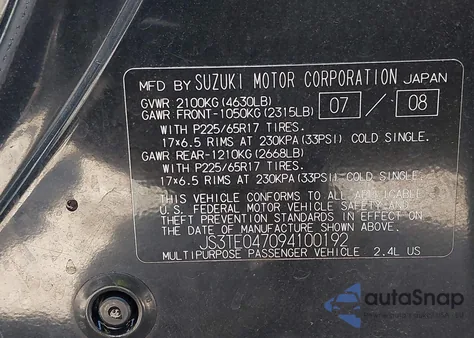 MFD BY SUZUKI MOTOR CORPORATION JAPAN
GVWR 2100KG (4630LB)
GAWR FRONT-1050KG (2315LB) 07 / 08
WITH P225/65R17 TIRES.
17×6.5 RIMS AT 230KPA (33PSI) COLD SINGLE.
GAWR REAR-1210KG (2668LB)
WITH P225/65R17 TIRES.
17×6.5 RIMS AT 230KPA (33PSI) COLD SINGLE.
THIS VEHICLE CONFORMS TO ALL APPLICABLE
U.S. FEDERAL MOTOR VEHICLE SAFETY AND
THEFT PREVENTION STANDARDS IN EFFECT ON
THE DATE OF MANUFACTURE SHOWN ABOVE.
JS3TE047094100192
MULTIPURPOSE PASSENGER VEHICLE 2.4L US
autoSnap